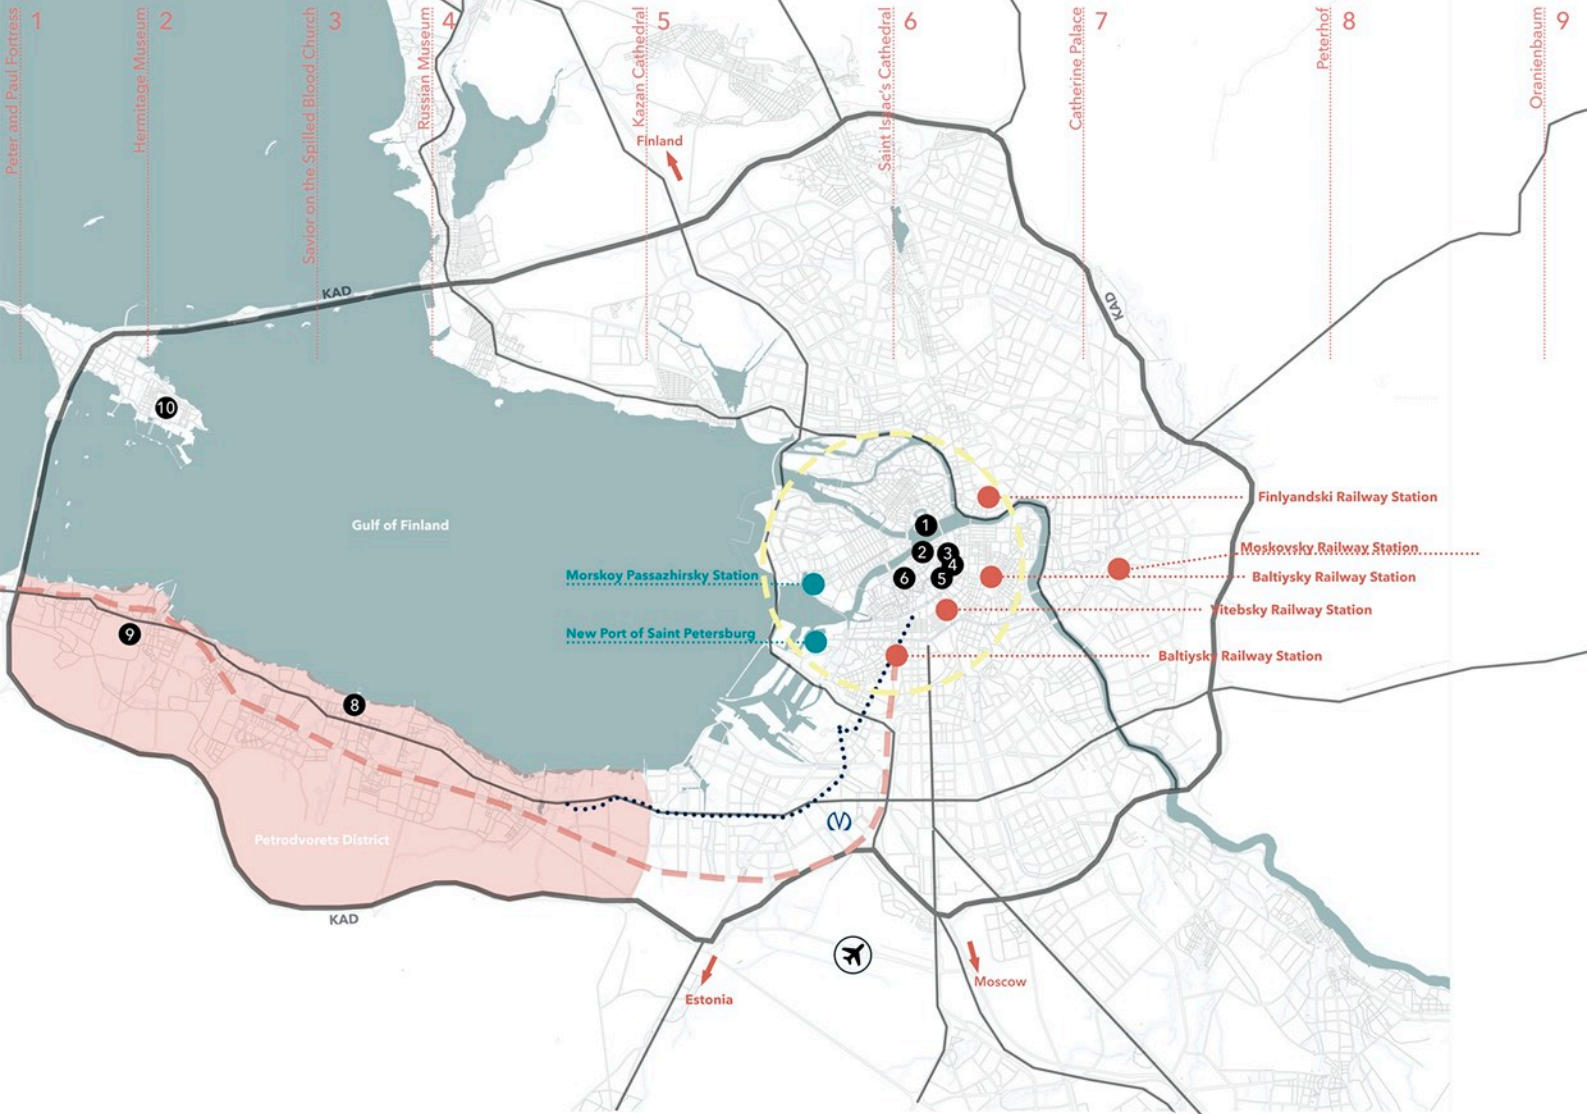 1 2 3 4 5 6 7 8 9
Peter and Paul Fortress
Hermitage Museum
Savior on the Spilled Blood Church
Russian Museum
Kazan Cathedral
Saint Isaac's Cathedral
Catherine Palace
Peterhof
Oranienbaum
Finland
KAD
KAD
10
Gulf of Finland
Finlyandski Railway Station
1
2
3
4
5
6
Moskovsky Railway Station
Morskoy Passazhirsky Station
Baltiysky Railway Station
Vitebsky Railway Station
New Port of Saint Petersburg
9
Baltiysky Railway Station
8
Petrodvorets District
KAD
Moscow
Estonia